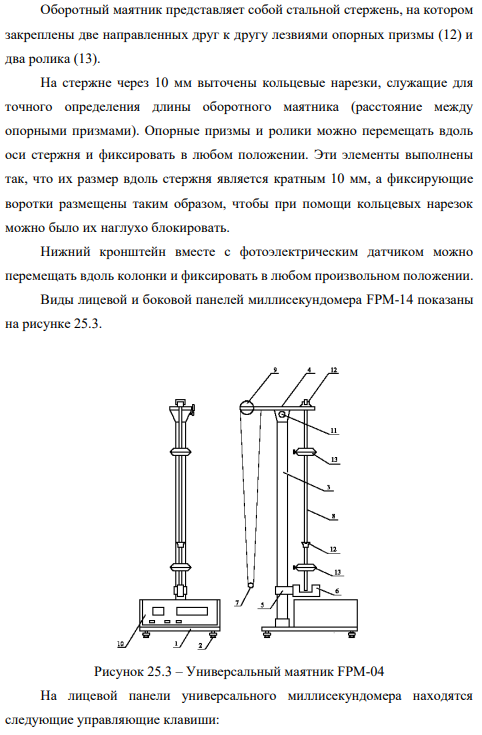 Оборотный маятник представляет собой стальной стержень, на котором
закреплены две направленных друг к другу лезвиями опорных призмы (12) и
два ролика (13).
На стержне через 10 мм выточены кольцевые нарезки, служащие для
точного определения длины оборотного маятника (расстояние между
опорными призмами). Опорные призмы и ролики можно перемещать вдоль
оси стержня и фиксировать в любом положении. Эти элементы выполнены
так, что их размер вдоль стержня является кратным 10 мм, а фиксирующие
воротки размещены таким образом, чтобы при помощи кольцевых нарезок
можно было их наглухо блокировать.
Нижний кронштейн вместе с фотоэлектрическим датчиком можно
перемещать вдоль колонки и фиксировать в любом произвольном положении.
Виды лицевой и боковой панелей миллисекундомера FPM-14 показаны
на рисунке 25.3.
9 4 12
11
13
3
8
12
13
7 5 6
10 1 2
Рисунок 25.3 – Универсальный маятник FPM-04
На лицевой панели универсального миллисекундомера находятся
следующие управляющие клавиши: